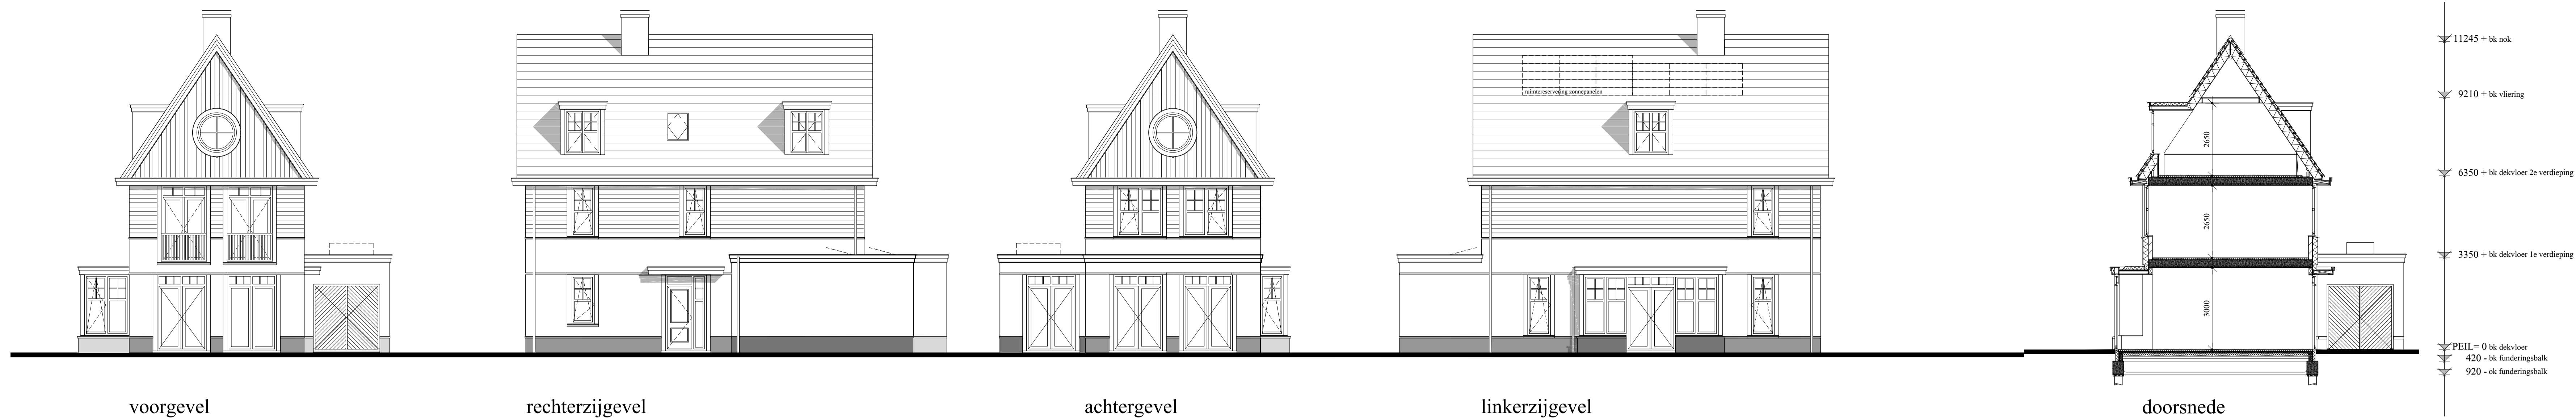 11245 + bk nok
9210 + bk vliering
ruimtereservering zonnepanelen
2650
6350 + bk dekvloer 2e verdieping
2650
3350 + bk dekvloer 1e verdieping
3000
PEIL= 0 bk dekvloer
420 - bk funderingsbalk
920 - ok funderingsbalk
voorgevel
rechterzijgevel
achtergevel
linkerzijgevel
doorsnede